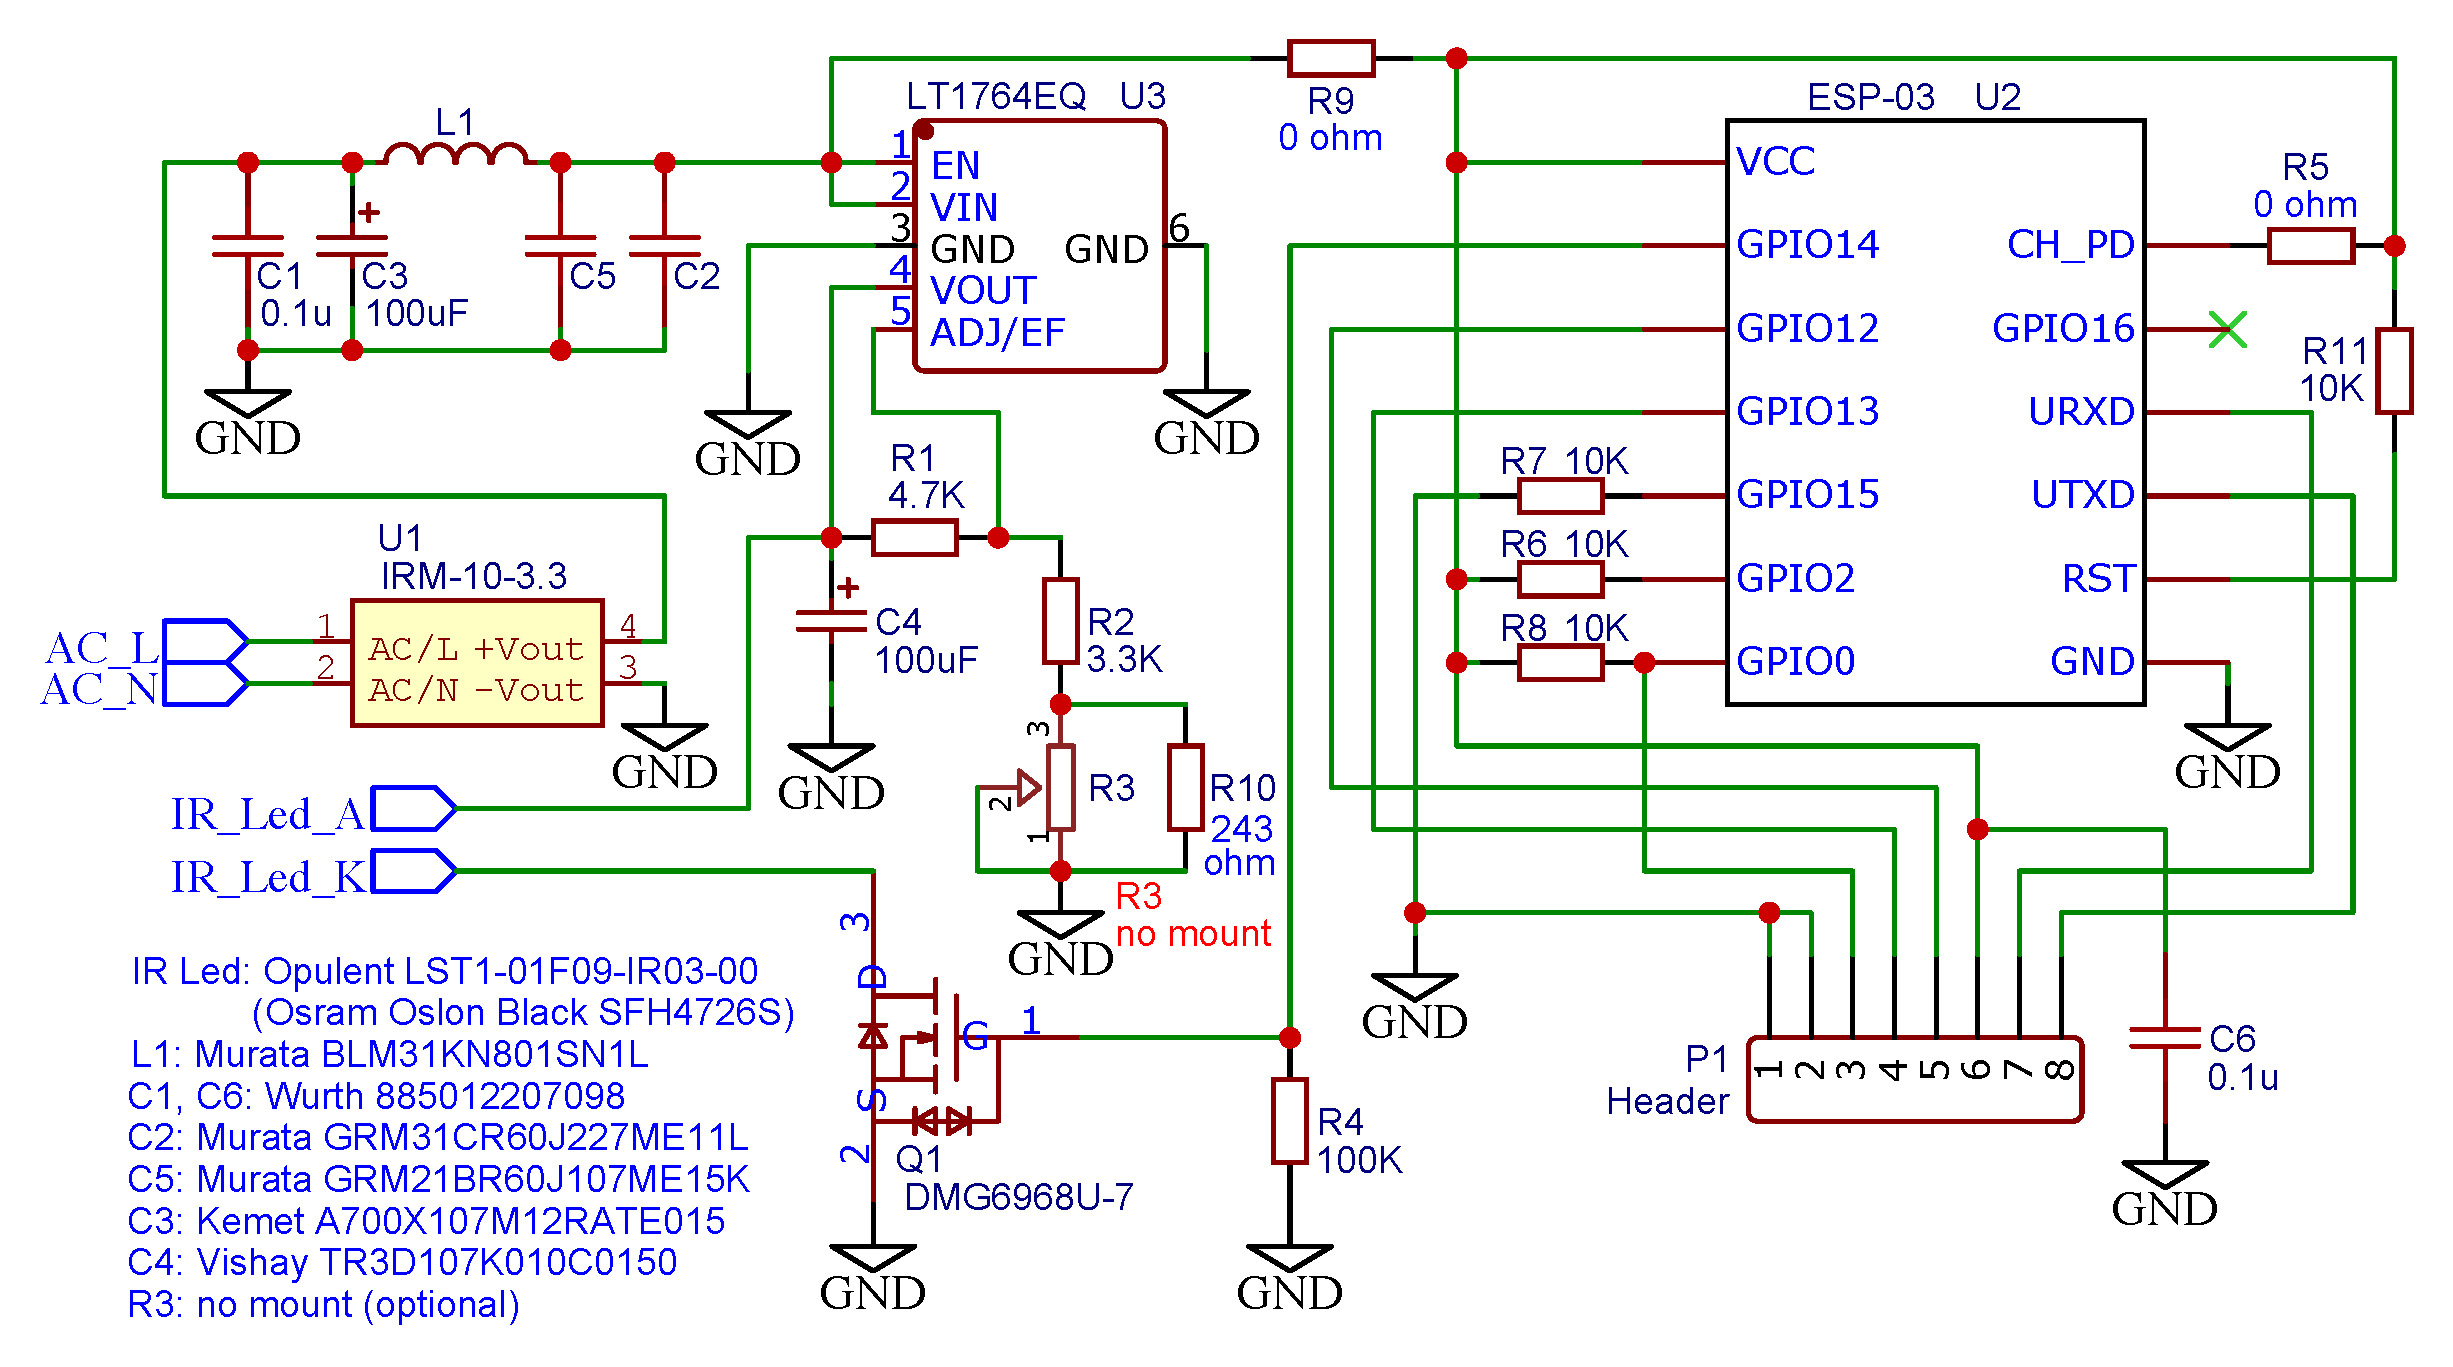 LT1764EQ U3
R9
0 ohm
ESP-03 U2
L1
1 EN
2 VIN
3 GND
GND 6
4 VOUT
5 ADJ/EF
VCC
GPIO14
GPIO12
GPIO13
GPIO15
GPIO2
GPIO0
CH_PD
GPIO16
URXD
UTXD
RST
GND
R5
0 ohm
R11
10K
+
C1
0.1u
C3
100uF
C5
C2
GND
GND
GND
R1
4.7K
R7 10K
R6 10K
R8 10K
U1
IRM-10-3.3
AC_L
AC_N
1 AC/L +Vout 4
2 AC/N -Vout 3
GND
+
C4
100uF
GND
R2
3.3K
3
2
1
R3
R10
243
ohm
GND
R3
no mount
GND
IR_Led_A
IR_Led_K
3
D
G
1
S
2
Q1
DMG6968U-7
GND
R4
100K
GND
GND
P1
Header
1 2 3 4 5 6 7 8
C6
0.1u
GND
IR Led: Opulent LST1-01F09-IR03-00
(Osram Oslon Black SFH4726S)
L1: Murata BLM31KN801SN1L
C1, C6: Wurth 885012207098
C2: Murata GRM31CR60J227ME11L
C5: Murata GRM21BR60J107ME15K
C3: Kemet A700X107M12RATE015
C4: Vishay TR3D107K010C0150
R3: no mount (optional)